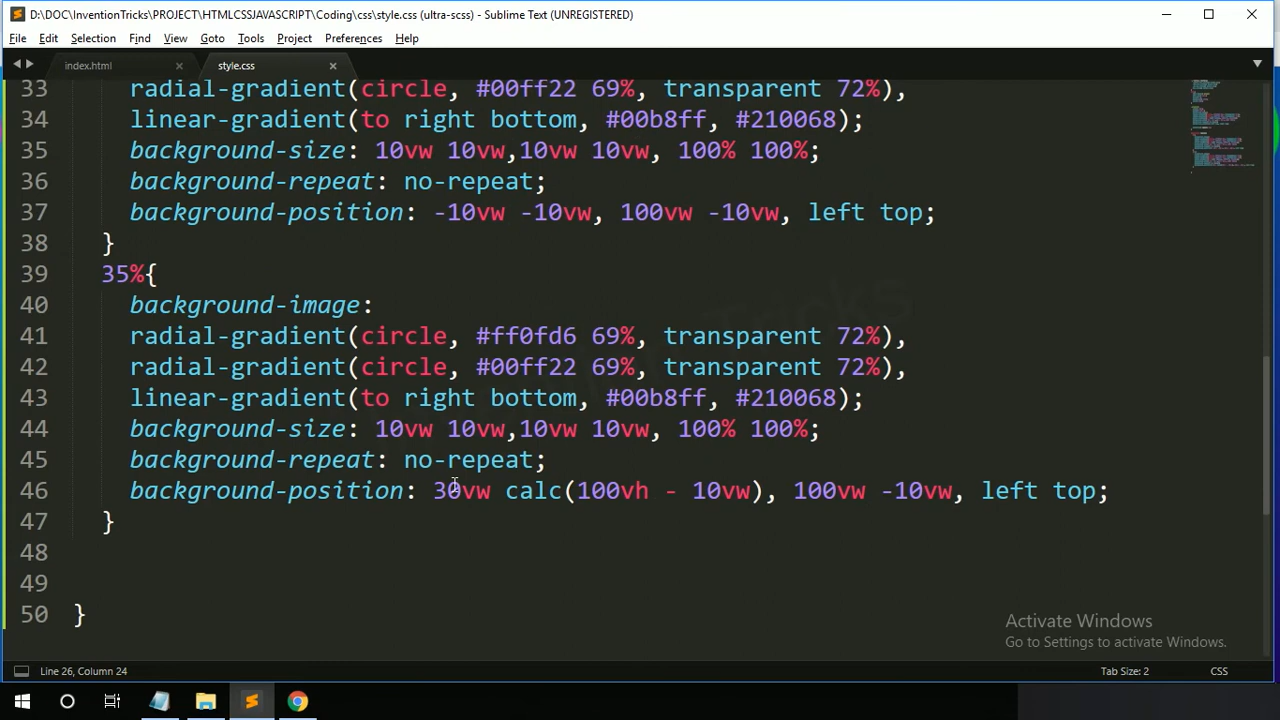 D:\DOC\InventionTricks\PROJECT\HTMLCSSJAVASCRIPT\Coding\css\style.css (ultra-scss) - Sublime Text (UNREGISTERED)
File Edit Selection Find View Goto Tools Project Preferences Help
index.html × style.css ×
33 radial-gradient(circle, #00ff22 69%, transparent 72%),
34 linear-gradient(to right bottom, #00b8ff, #210068);
35 background-size: 10vw 10vw,10vw 10vw, 100% 100%;
36 background-repeat: no-repeat;
37 background-position: -10vw -10vw, 100vw -10vw, left top;
38 }
39 35%{
40 background-image:
41 radial-gradient(circle, #ff0fd6 69%, transparent 72%),
42 radial-gradient(circle, #00ff22 69%, transparent 72%),
43 linear-gradient(to right bottom, #00b8ff, #210068);
44 background-size: 10vw 10vw,10vw 10vw, 100% 100%;
45 background-repeat: no-repeat;
46 background-position: 30vw calc(100vh - 10vw), 100vw -10vw, left top;
47 }
48
49
50 }
Activate Windows
Go to Settings to activate Windows.
Line 26, Column 24 Tab Size: 2 CSS